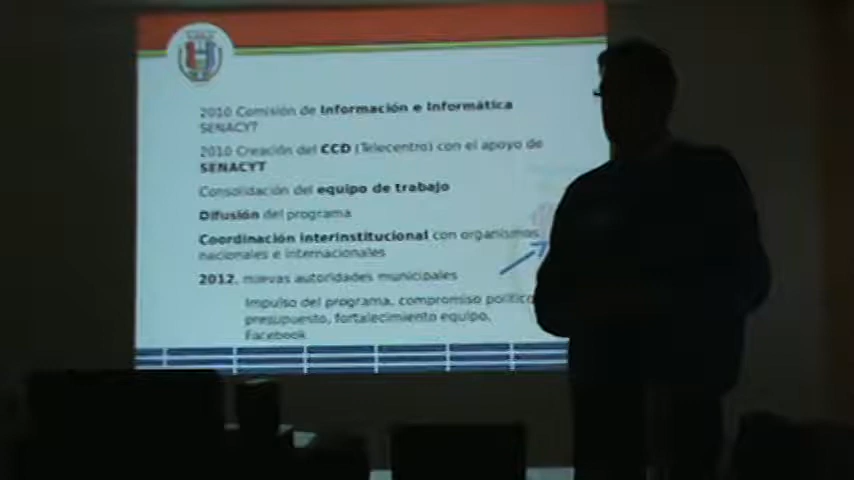 2010 Comisión de Información e Informática
SENACYT
2010 Creación del CCD (Telecentro) con el apoyo de
SENACYT
Consolidación del equipo de trabajo
Difusión del programa
Coordinación interinstitucional con organismos
nacionales e internacionales
2012, nuevas autoridades municipales
Impulso del programa, compromiso político
presupuesto, fortalecimiento equipo,
Facebook